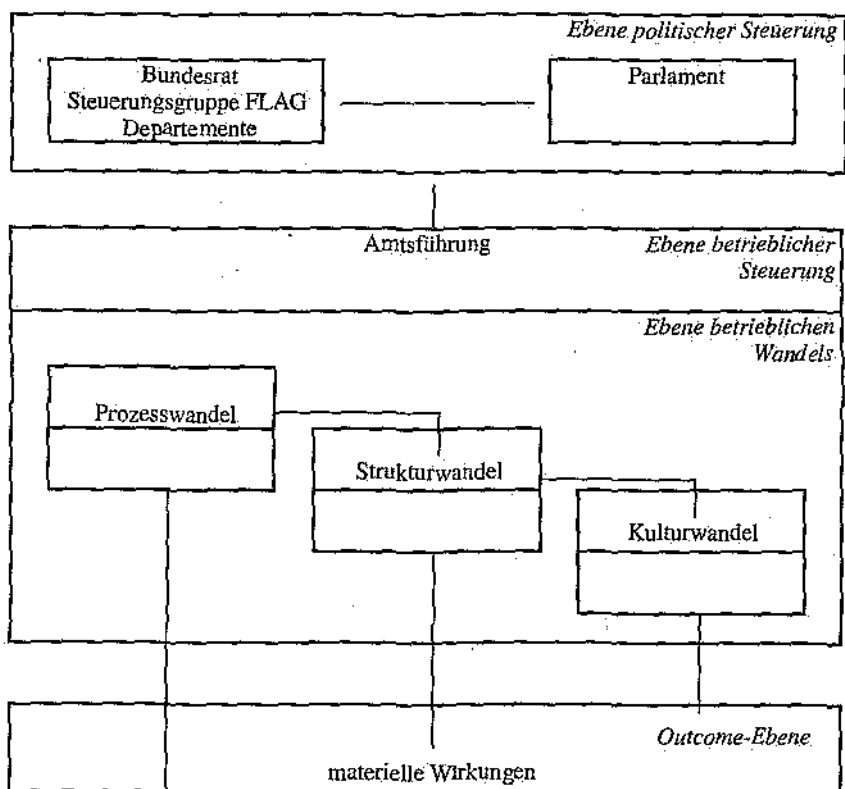 Ebene politischer Steuerung
Bundesrat
Steuerungsgruppe FLAG
Departemente
Parlament
Amtsführung
Ebene betrieblicher
Steuerung
Ebene betrieblichen
Wandels
Prozesswandel
Strukturwandel
Kulturwandel
Outcome-Ebene
materielle Wirkungen